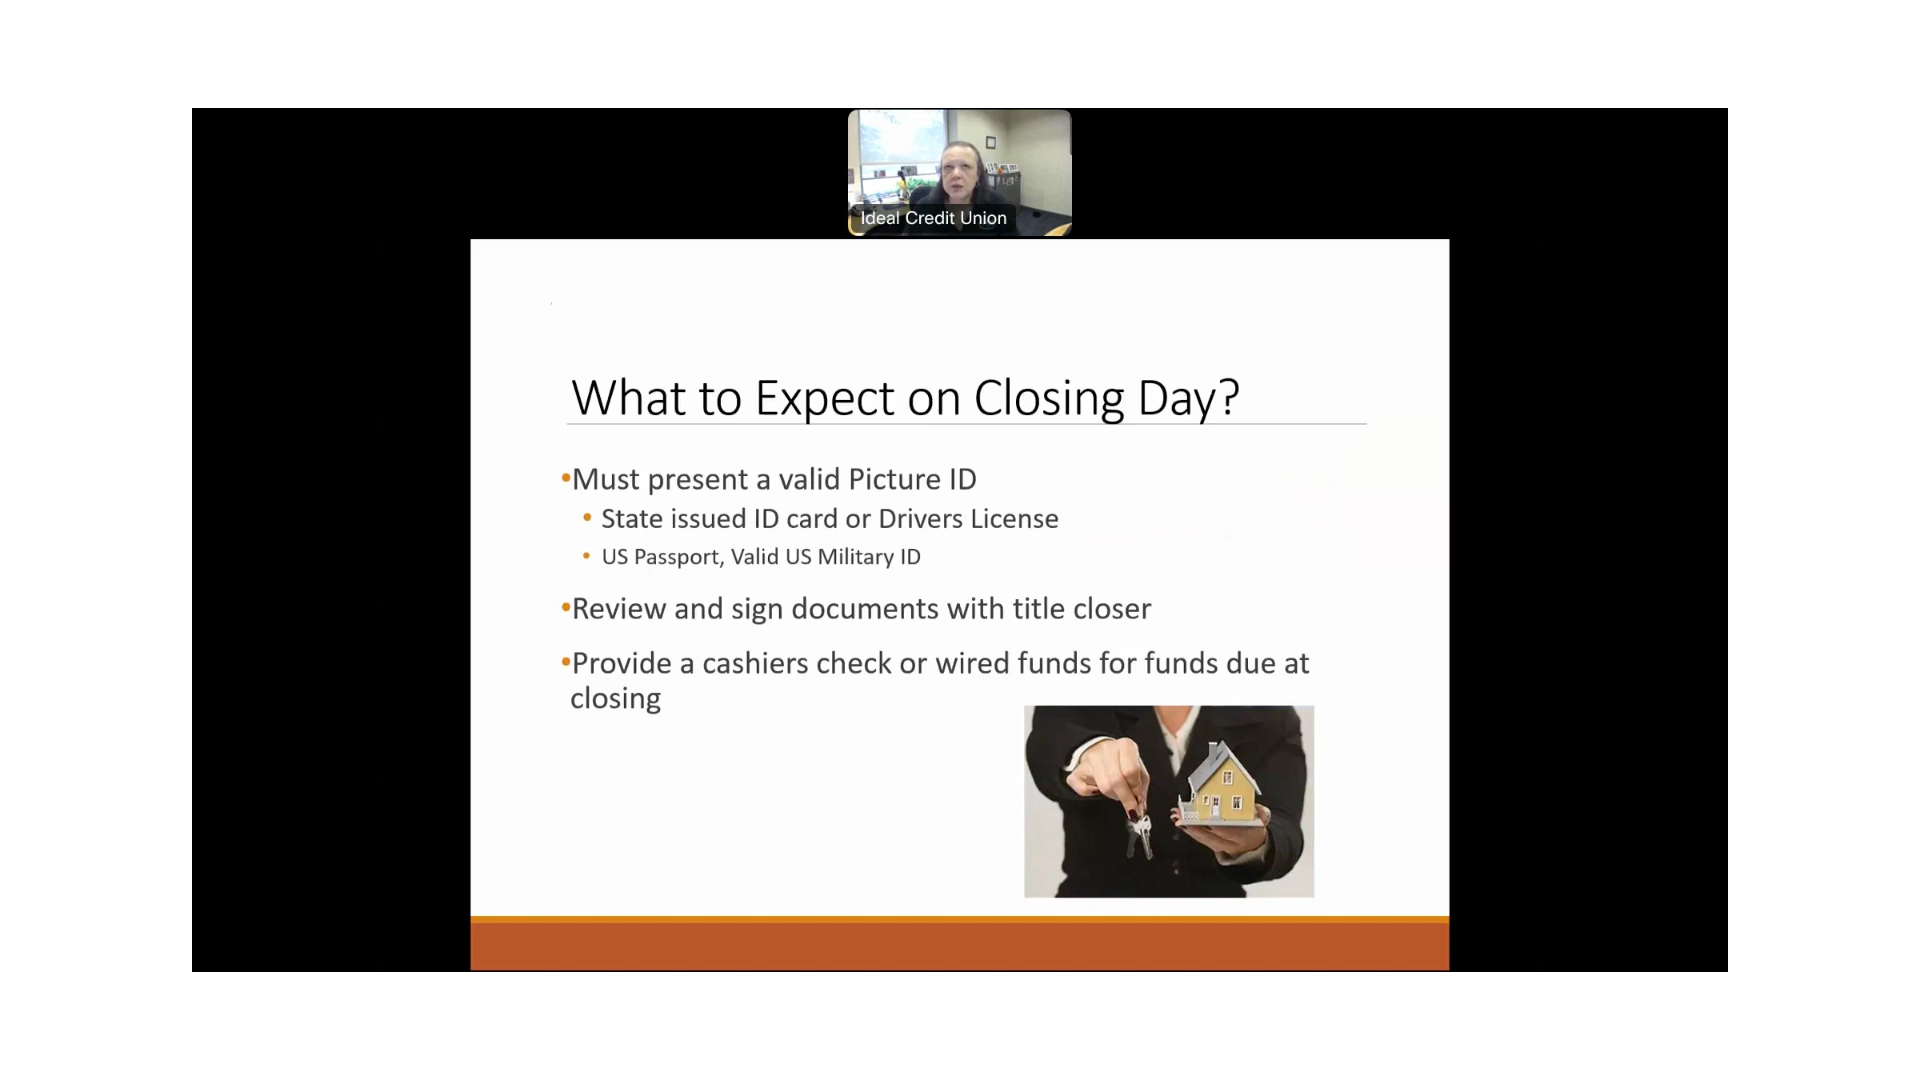 Ideal Credit Union
What to Expect on Closing Day?
•Must present a valid Picture ID
• State issued ID card or Drivers License
• US Passport, Valid US Military ID
•Review and sign documents with title closer
•Provide a cashiers check or wired funds for funds due at
closing